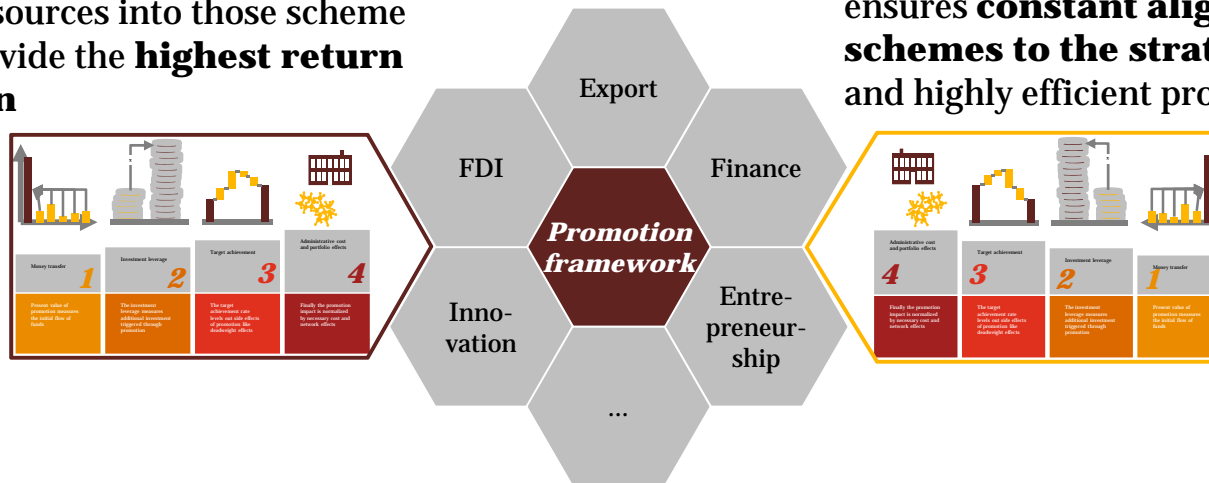 sources into those scheme
vide the highest return
n
ensures constant alig
schemes to the strat
and highly efficient pro
Export
FDI
Finance
Promotion
framework
Inno-
vation
Entre-
preneur-
ship
...
Money transfer
1
Present value of
promotion measures
the initial flow of
funds
Investment leverage
2
The investment
leverage measures
additional investment
triggered through
promotion
Target achievement
3
The target
achievement rate
levels out side effects
of promotion like
deadweight effects
Administrative cost
and portfolio effects
4
Finally the promotion
impact is normalized
by necessary cost and
network effects
Administrative cost
and portfolio effects
4
Finally the promotion
impact is normalized
by necessary cost and
network effects
Target achievement
3
The target
achievement rate
levels out side effects
of promotion like
deadweight effects
Investment leverage
2
The investment
leverage measures
additional investment
triggered through
promotion
Money transfer
1
Present value of
promotion measures
the initial flow of
funds